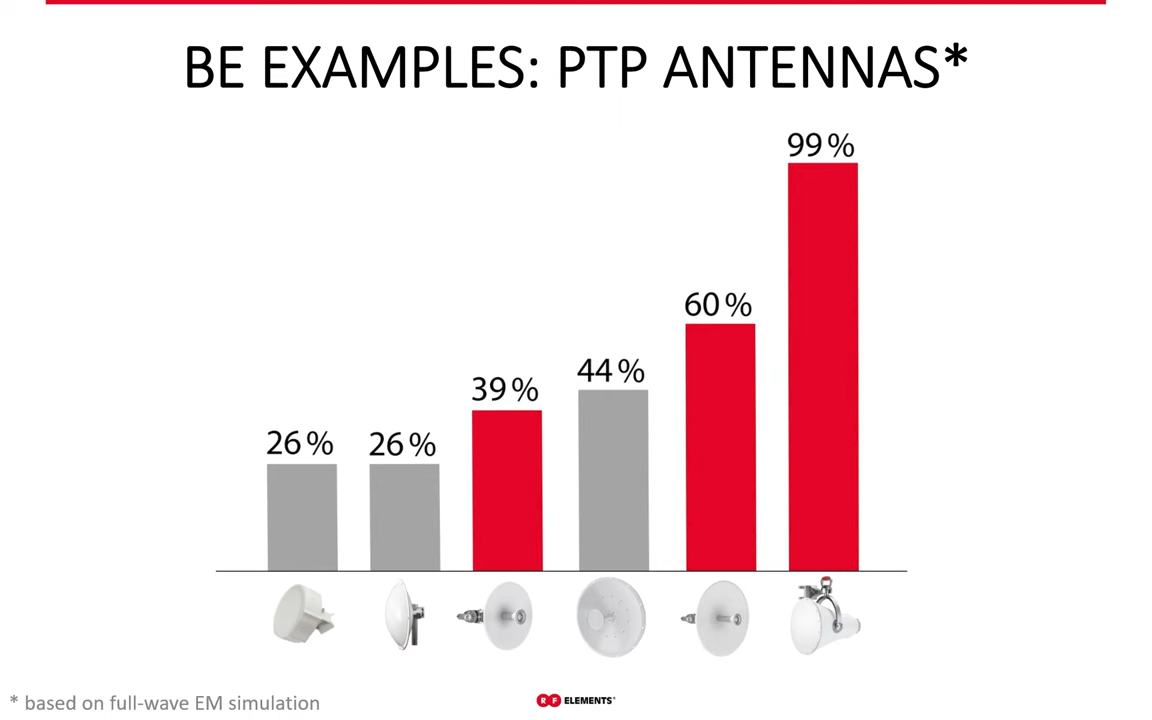 BE EXAMPLES: PTP ANTENNAS*
99 %
60 %
44 %
39 %
26 %
26 %
* based on full-wave EM simulation
RF ELEMENTS®